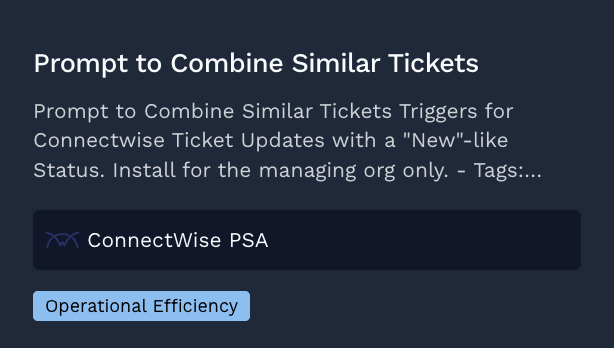 Prompt to Combine Similar Tickets
Prompt to Combine Similar Tickets Triggers for
Connectwise Ticket Updates with a "New"-like
Status. Install for the managing org only. - Tags:...
ConnectWise PSA
Operational Efficiency